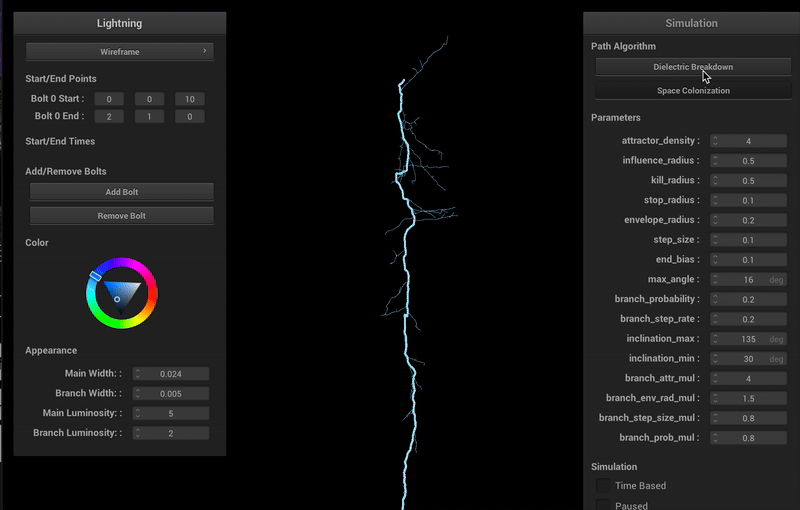 Lightning
Wireframe
Start/End Points
Bolt 0 Start : 0 0 10
Bolt 0 End : 2 1 0
Start/End Times
Add/Remove Bolts
Add Bolt
Remove Bolt
Color
Appearance
Main Width: : 0.024
Branch Width: : 0.005
Main Luminosity: : 5
Branch Luminosity: : 2
Simulation
Path Algorithm
Dielectric Breakdown
Space Colonization
Parameters
attractor_density : 4
influence_radius : 0.5
kill_radius : 0.5
stop_radius : 0.1
envelope_radius : 0.2
step_size : 0.1
end_bias : 0.1
max_angle : 16 deg
branch_probability : 0.2
branch_step_rate : 0.2
inclination_max : 135 deg
inclination_min : 30 deg
branch_attr_mul : 4
branch_env_rad_mul : 1.5
branch_step_size_mul : 0.8
branch_prob_mul : 0.8
Simulation
Time Based
Paused